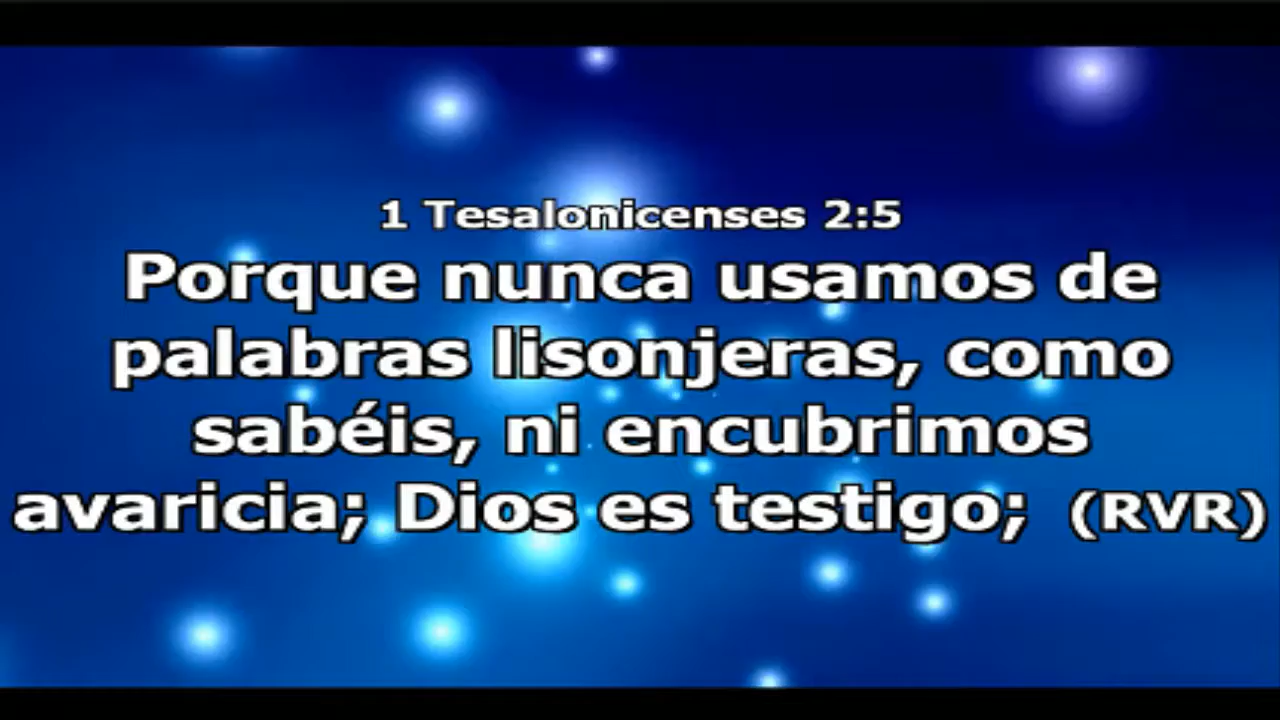 1 Tesalonicenses 2:5
Porque nunca usamos de
palabras lisonjeras, como
sabéis, ni encubrimos
avaricia; Dios es testigo; (RVR)